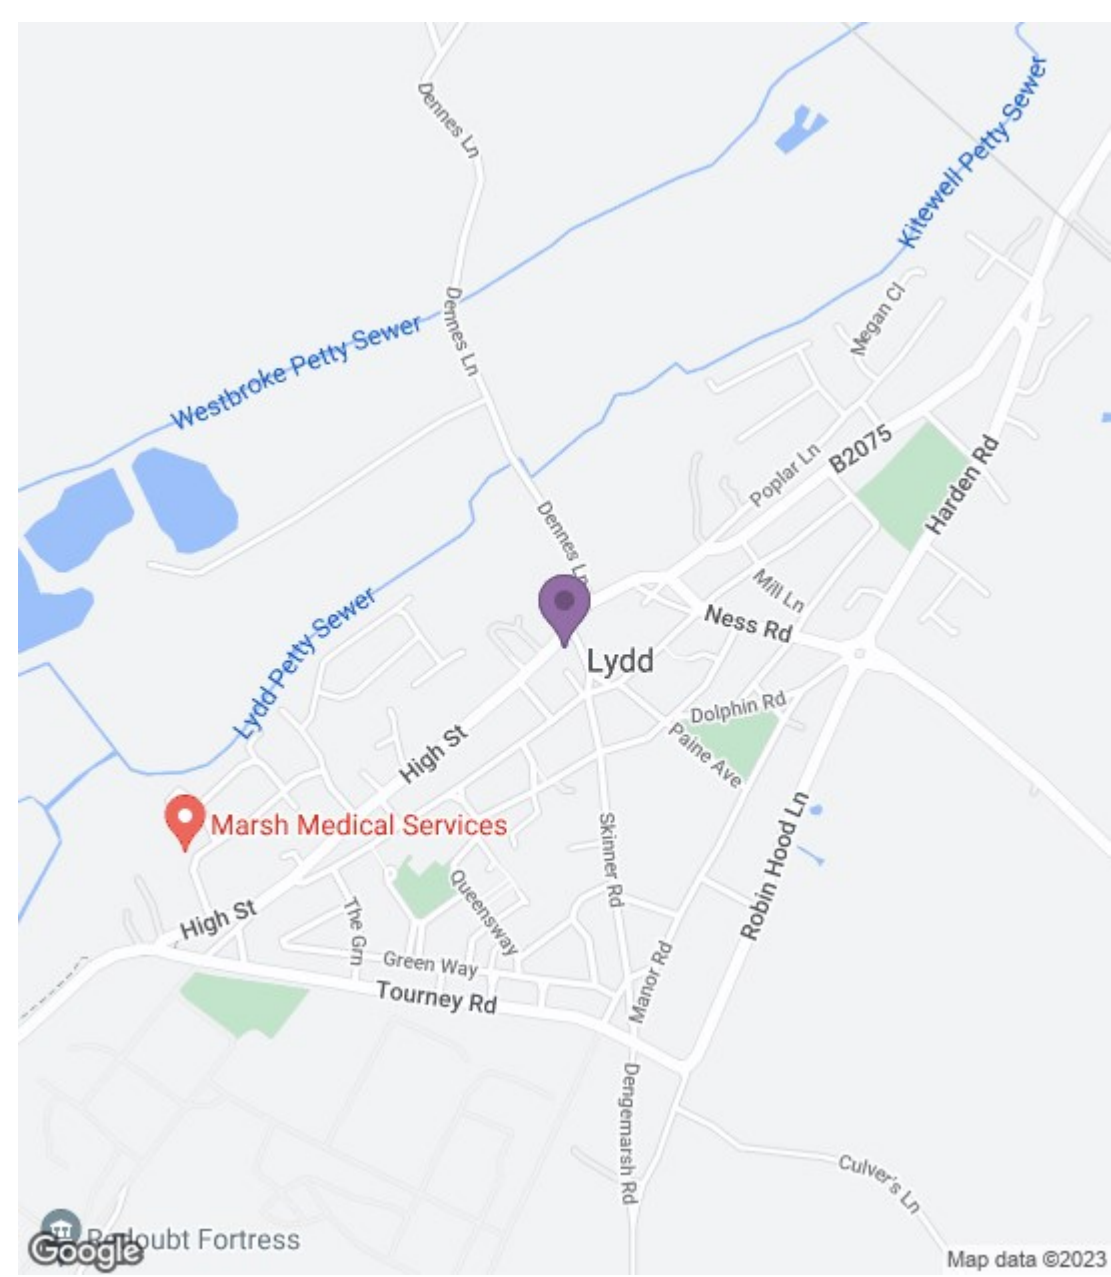 Dennes Ln
Kitewell Petty Sewer
Dennes Ln
Megan Cl
Westbroke Petty Sewer
B2075
Poplar Ln
Harden Rd
Dennes Ln
Mill Ln
Ness Rd
Lydd Petty Sewer
Lydd
Dolphin Rd
High St
Paine Ave
Marsh Medical Services
Skinner Rd
Robin Hood Ln
Queensway
High St
The Grn
Green Way
Manor Rd
Tourney Rd
Dengemarsh Rd
Culver's Ln
Redoubt Fortress
Google
Map data ©2023